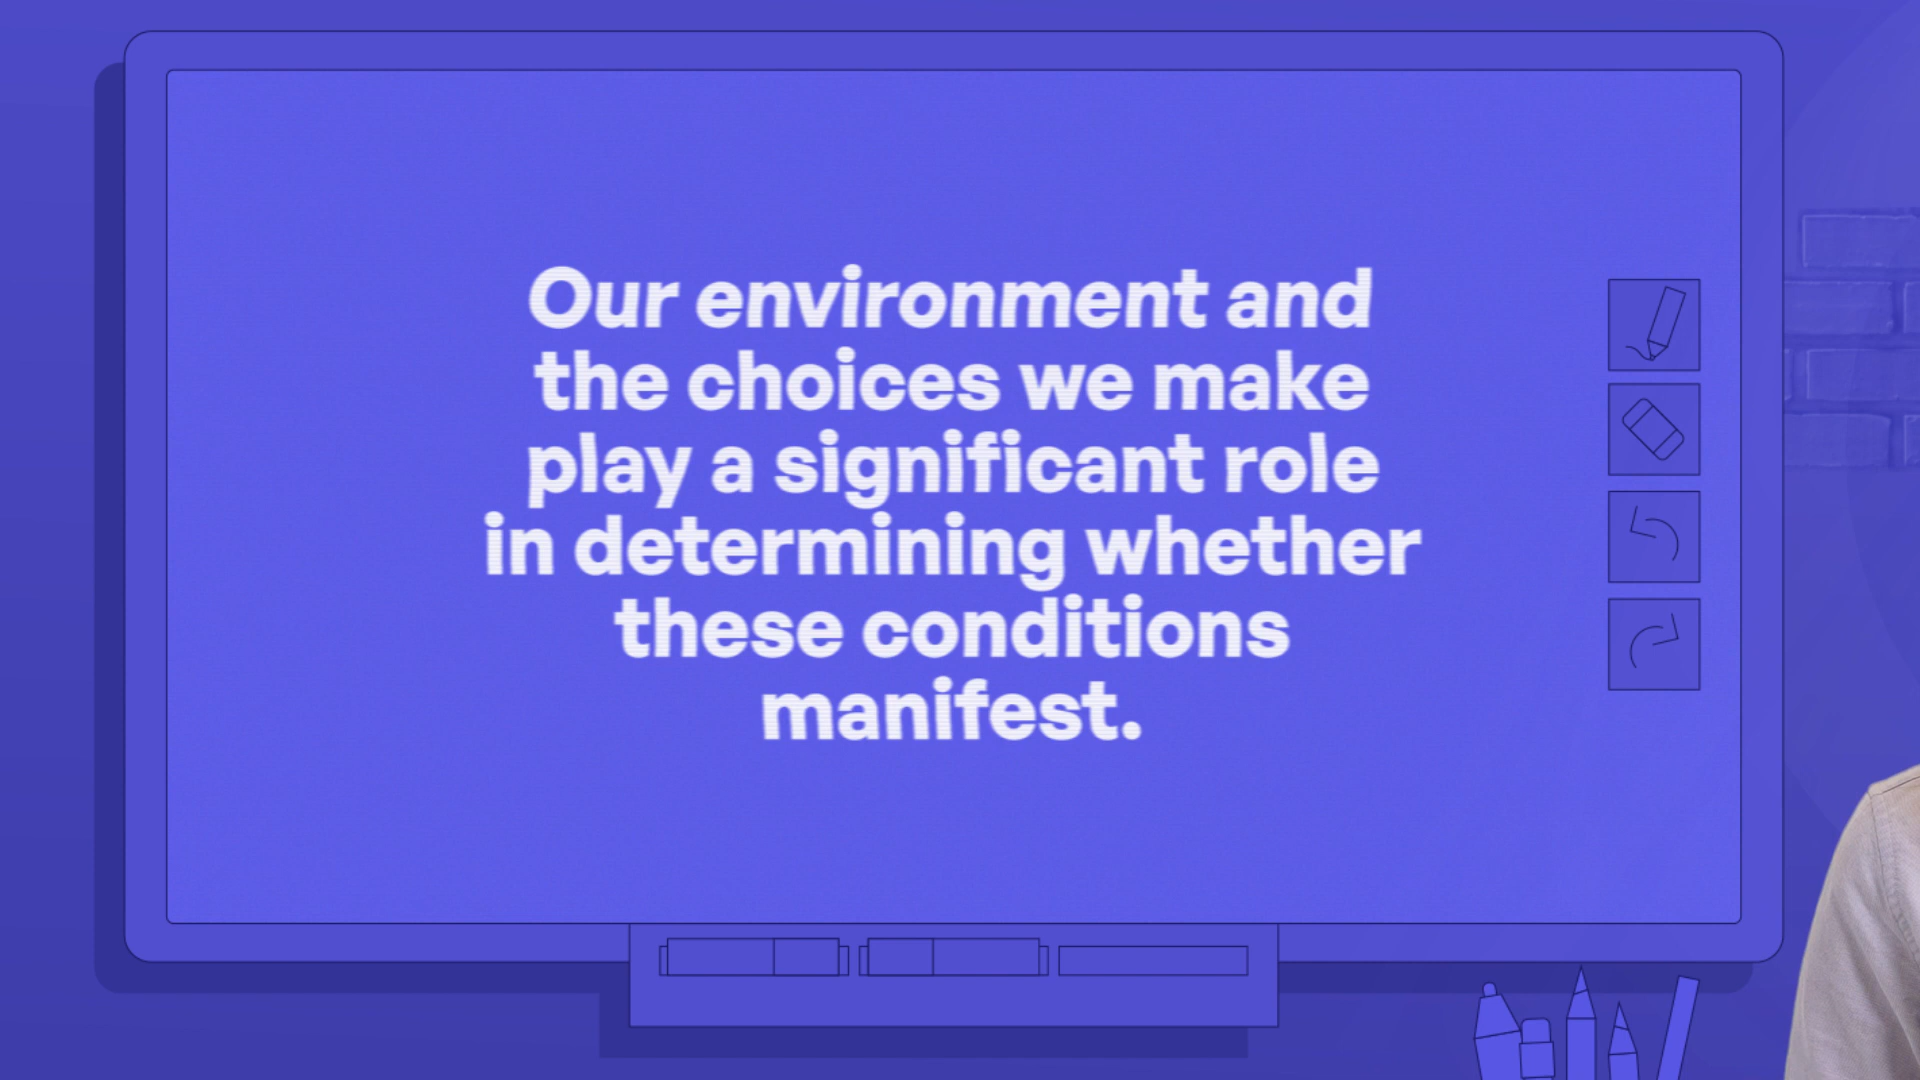 Our environment and
the choices we make
play a significant role
in determining whether
these conditions
manifest.